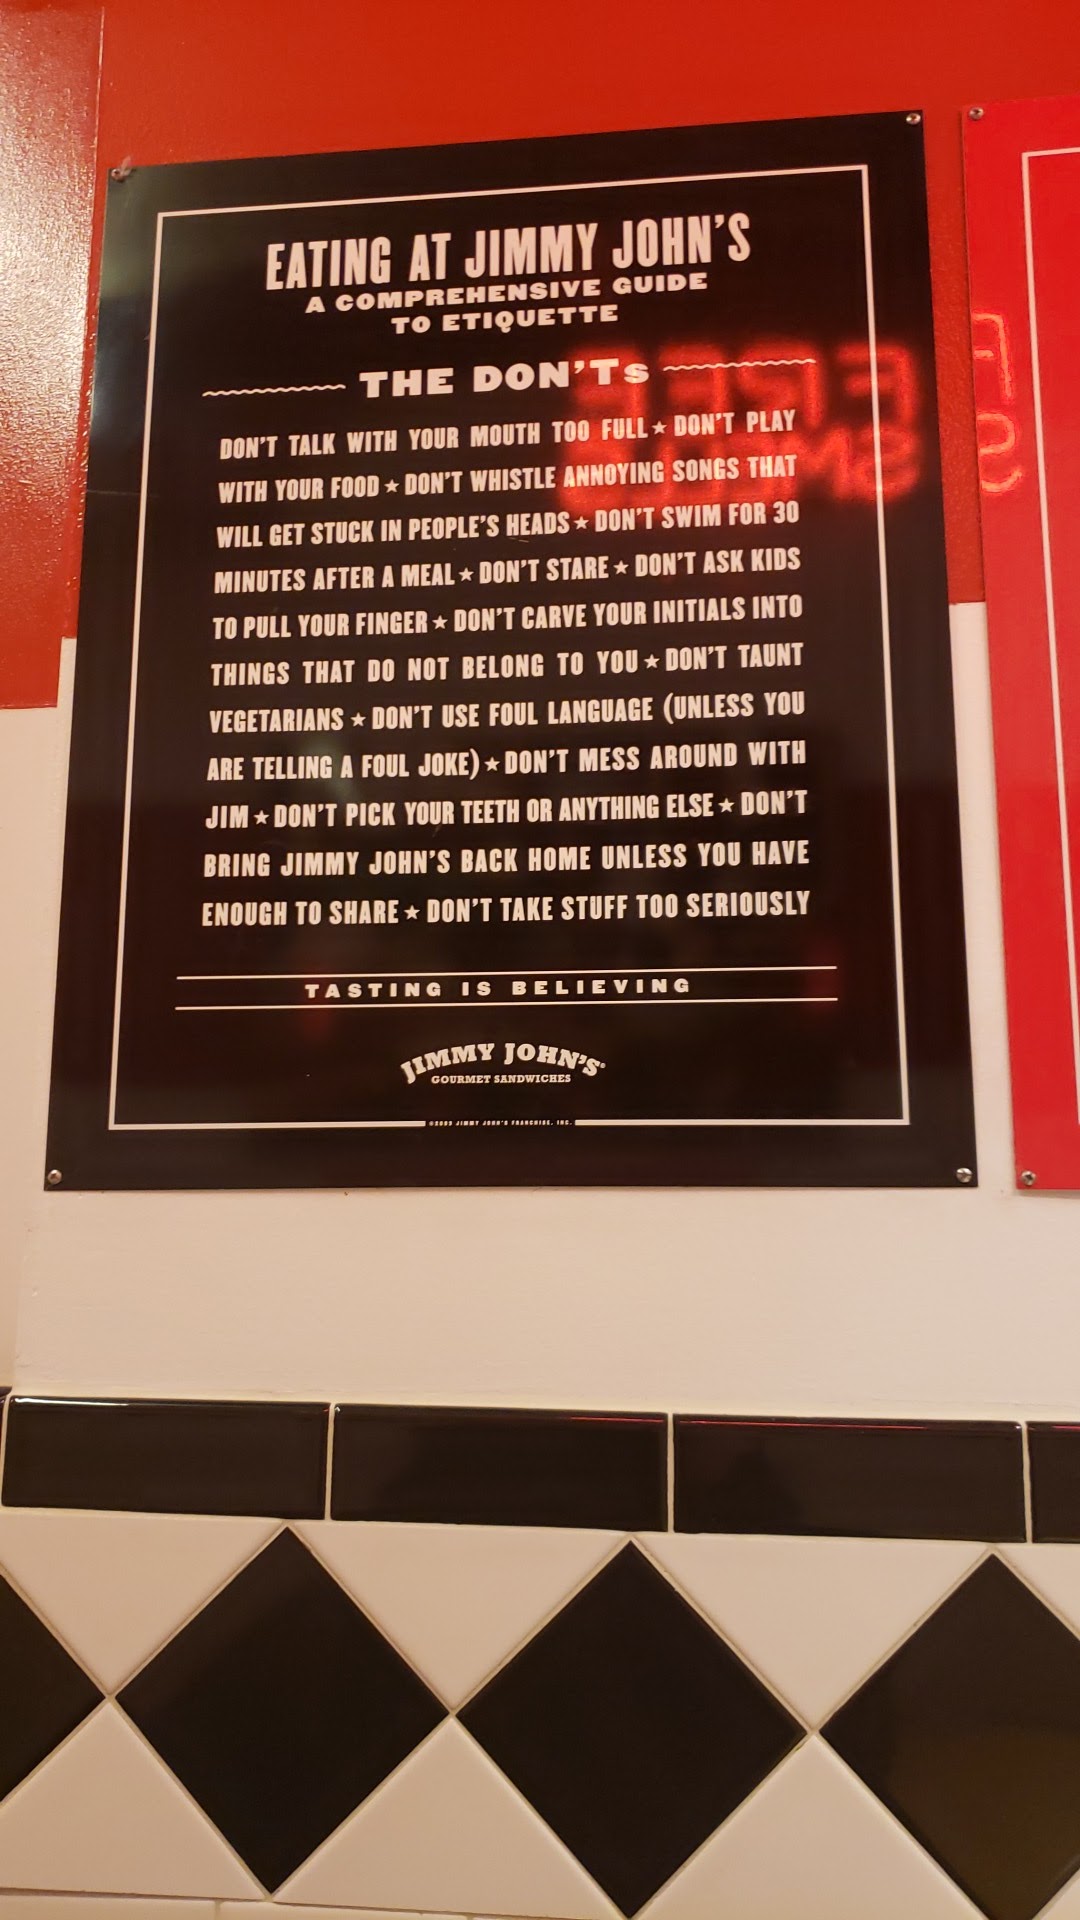 EATING AT JIMMY JOHN'S
A COMPREHENSIVE GUIDE
TO ETIQUETTE
THE DON'Ts
DON'T TALK WITH YOUR MOUTH TOO FULL ★ DON'T PLAY
WITH YOUR FOOD ★ DON'T WHISTLE ANNOYING SONGS THAT
WILL GET STUCK IN PEOPLE'S HEADS ★ DON'T SWIM FOR 30
MINUTES AFTER A MEAL ★ DON'T STARE ★ DON'T ASK KIDS
TO PULL YOUR FINGER ★ DON'T CARVE YOUR INITIALS INTO
THINGS THAT DO NOT BELONG TO YOU ★ DON'T TAUNT
VEGETARIANS ★ DON'T USE FOUL LANGUAGE (UNLESS YOU
ARE TELLING A FOUL JOKE) ★ DON'T MESS AROUND WITH
JIM ★ DON'T PICK YOUR TEETH OR ANYTHING ELSE ★ DON'T
BRING JIMMY JOHN'S BACK HOME UNLESS YOU HAVE
ENOUGH TO SHARE ★ DON'T TAKE STUFF TOO SERIOUSLY
TASTING IS BELIEVING
JIMMY JOHN'S®
GOURMET SANDWICHES
JIMMY JOHN'S FRANCHISE, INC.